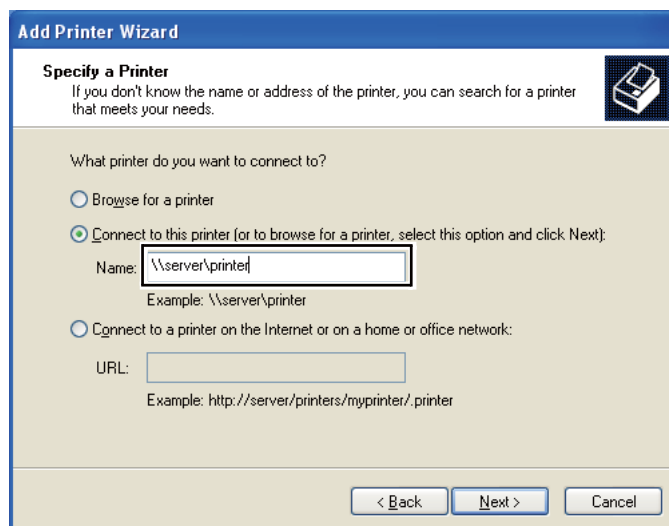 Add Printer Wizard
Specify a Printer
If you don't know the name or address of the printer, you can search for a printer
that meets your needs.
What printer do you want to connect to?
Browse for a printer
Connect to this printer (or to browse for a printer, select this option and click Next):
Name: \\server\printer
Example: \\server\printer
Connect to a printer on the Internet or on a home or office network:
URL:
Example: http://server/printers/myprinter/.printer
< Back Next > Cancel